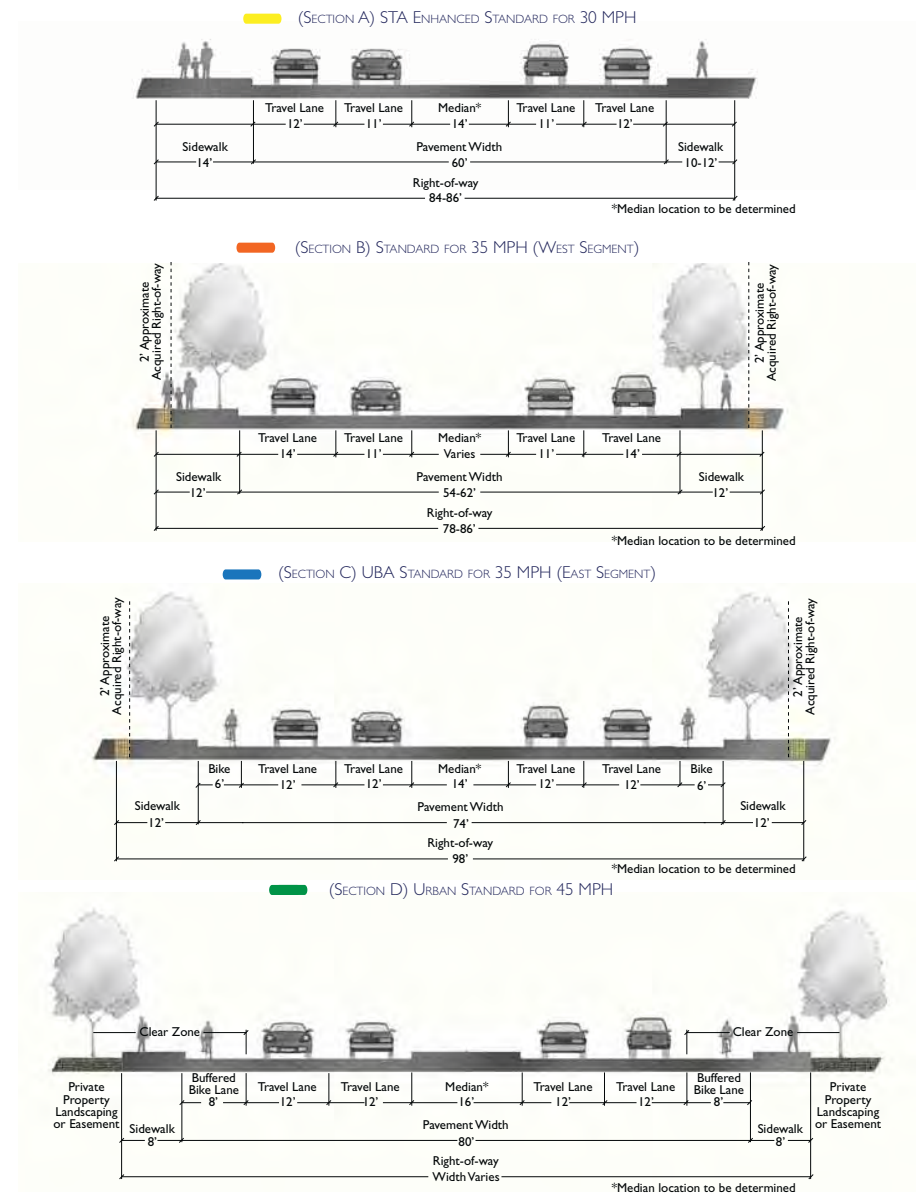 (Section A) STA Enhanced Standard for 30 MPH
Travel Lane Travel Lane Median* Travel Lane Travel Lane
12' 11' 14' 11' 12'
Sidewalk Pavement Width Sidewalk
14' 60' 10-12'
Right-of-way
84-86'
*Median location to be determined
(Section B) Standard for 35 MPH (West Segment)
2' Approximate
Acquired Right-of-way
2' Approximate
Acquired Right-of-way
Travel Lane Travel Lane Median* Travel Lane Travel Lane
14' 11' Varies 11' 14'
Sidewalk Pavement Width Sidewalk
12' 54-62' 12'
Right-of-way
78-86'
*Median location to be determined
(Section C) UBA Standard for 35 MPH (East Segment)
2' Approximate
Acquired Right-of-way
2' Approximate
Acquired Right-of-way
Bike Travel Lane Travel Lane Median* Travel Lane Travel Lane Bike
6' 12' 12' 14' 12' 12' 6'
Sidewalk Pavement Width Sidewalk
12' 74' 12'
Right-of-way
98'
*Median location to be determined
(Section D) Urban Standard for 45 MPH
Clear Zone Clear Zone
Private
Property
Landscaping
or Easement
Buffered
Bike Lane Travel Lane Travel Lane Median* Travel Lane Travel Lane Buffered
Bike Lane
8' 12' 12' 16' 12' 12' 8'
Private
Property
Landscaping
or Easement
Sidewalk Pavement Width Sidewalk
8' 80' 8'
Right-of-way
Width Varies
*Median location to be determined